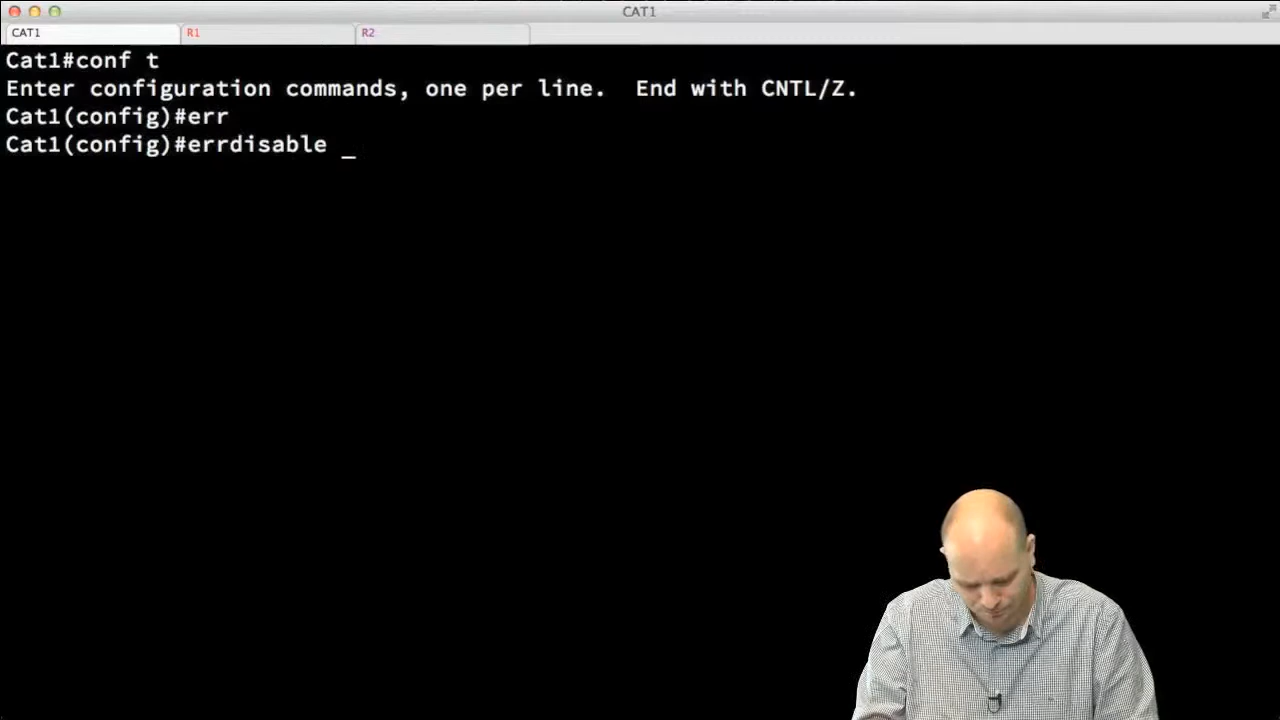 CAT1
CAT1 R1 R2
Cat1#conf t
Enter configuration commands, one per line.  End with CNTL/Z.
Cat1(config)#err
Cat1(config)#errdisable _